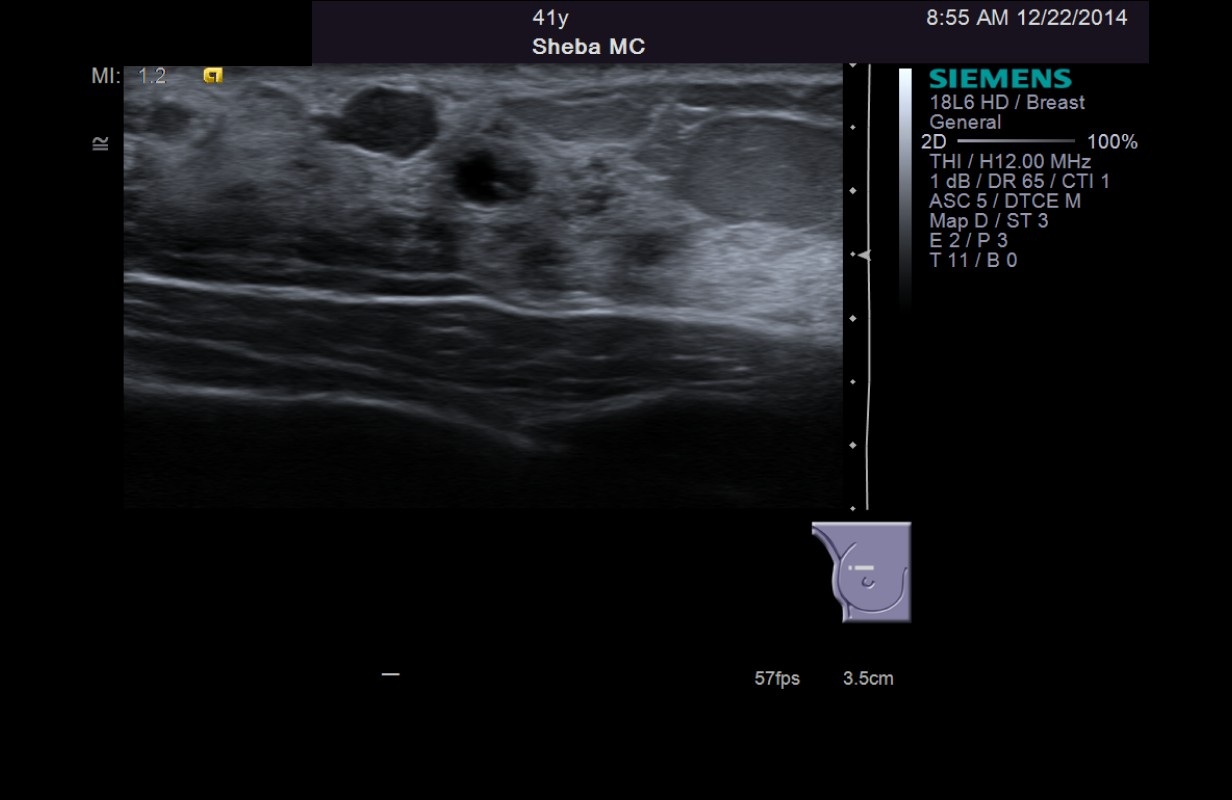 41y
8:55 AM 12/22/2014
Sheba MC
MI: 1.2
SIEMENS
18L6 HD / Breast
General
2D 100%
THI / H12.00 MHz
1 dB / DR 65 / CTI 1
ASC 5 / DTCE M
Map D / ST 3
E 2 / P 3
T 11 / B 0
57fps 3.5cm